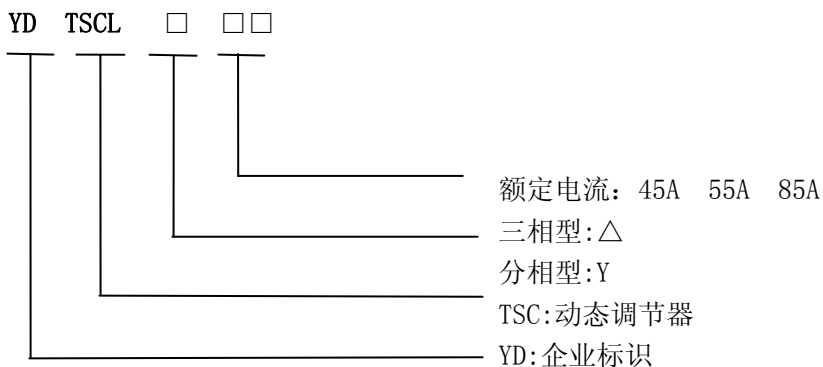 YD TSCL □ □□
额定电流：45A 55A 85A
三相型:△
分相型:Y
TSC:动态调节器
YD:企业标识